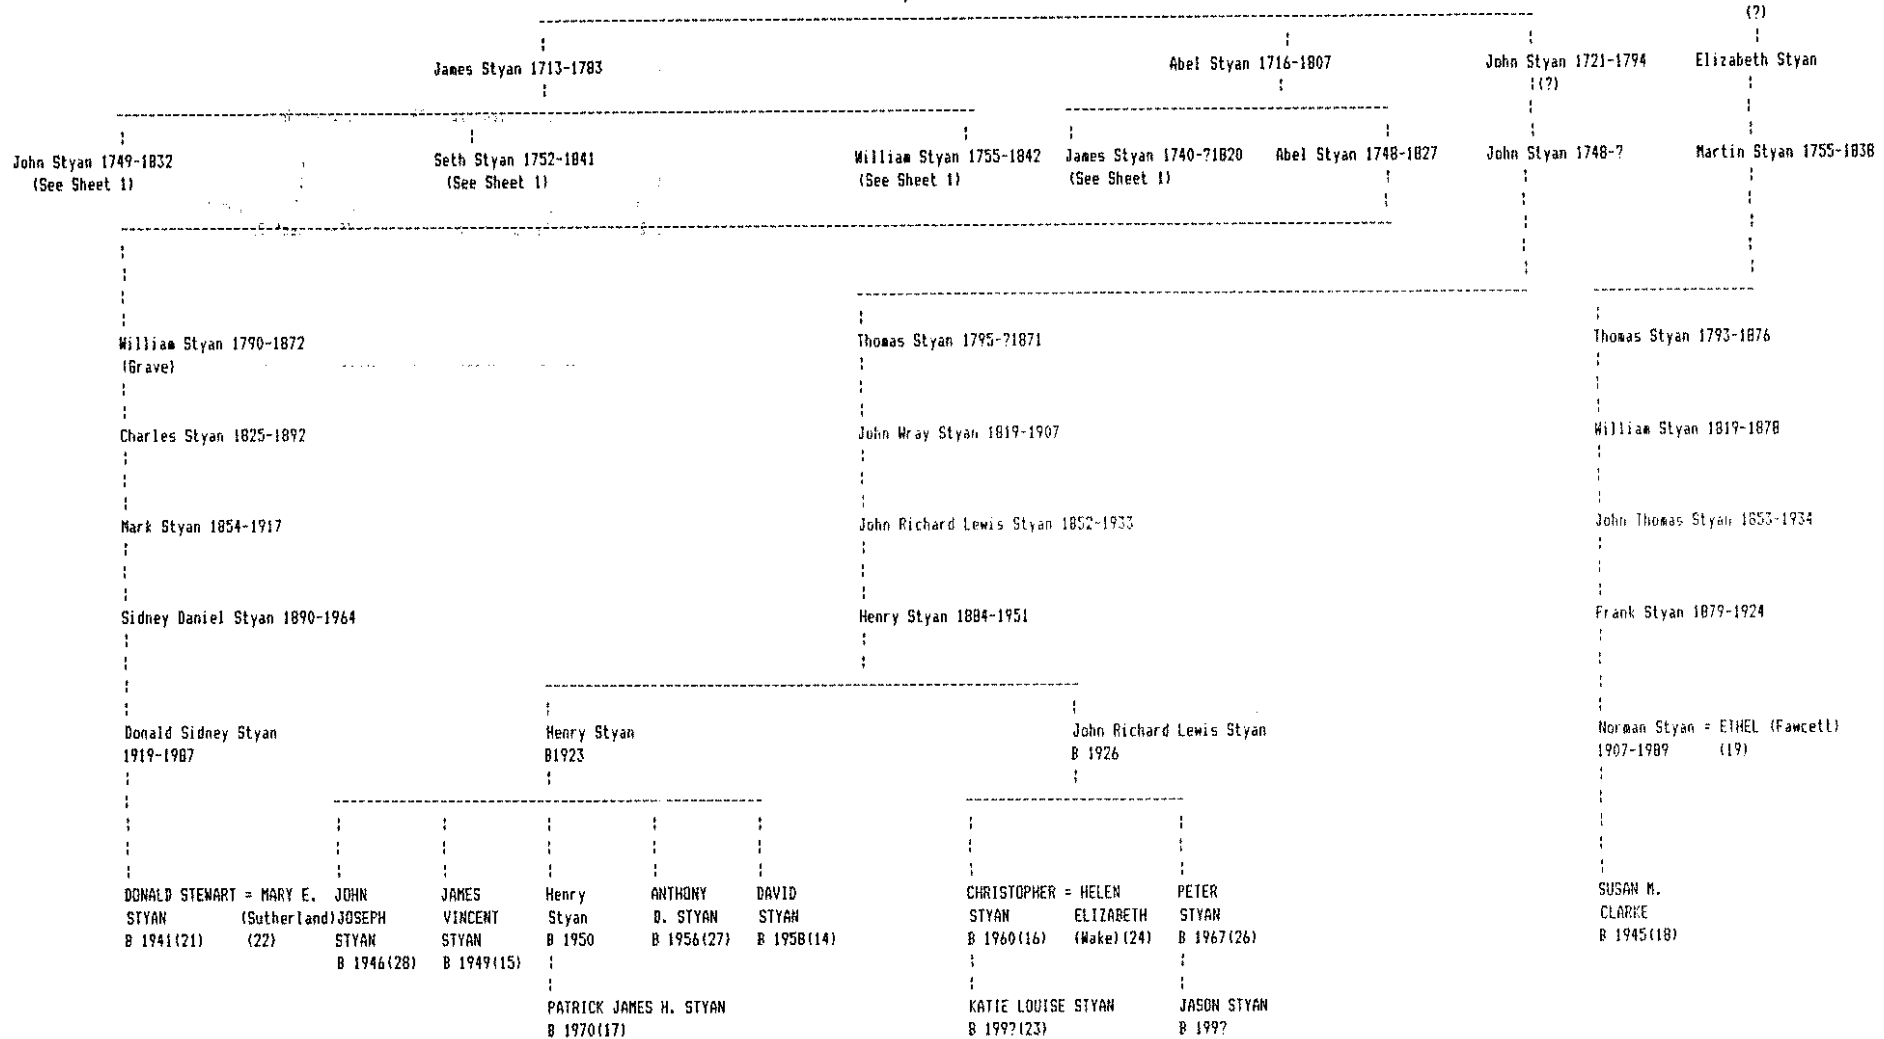 (?)
James Styan 1713-1783 Abel Styan 1716-1807 John Styan 1721-1794 Elizabeth Styan
(?)
John Styan 1749-1832 Seth Styan 1752-1841 William Styan 1755-1842 James Styan 1740-?1820 Abel Styan 1748-1827 John Styan 1748-? Martin Styan 1755-1838
(See Sheet 1) (See Sheet 1) (See Sheet 1) (See Sheet 1)
William Styan 1790-1872 Thomas Styan 1795-?1871 Thomas Styan 1793-1876
(Grave)
Charles Styan 1825-1892 John Wray Styan 1819-1907 William Styan 1819-1878
Mark Styan 1854-1917 John Richard Lewis Styan 1852-1933 John Thomas Styan 1853-1934
Sidney Daniel Styan 1890-1964 Henry Styan 1884-1951 Frank Styan 1879-1924
Donald Sidney Styan Henry Styan John Richard Lewis Styan Norman Styan = ETHEL (Fawcett)
1919-1987 B1923 B 1926 1907-1989 (19)
DONALD STEWART = MARY E. JOHN JAMES Henry ANTHONY DAVID CHRISTOPHER = HELEN PETER SUSAN M.
STYAN (Sutherland) JOSEPH VINCENT Styan D. STYAN STYAN STYAN ELIZABETH STYAN CLARKE
B 1941(21) (22) STYAN STYAN B 1950 B 1956(27) B 1958(14) B 1960(16) (Wake)(24) B 1967(26) B 1945(18)
B 1946(28) B 1949(15)
PATRICK JAMES H. STYAN KATIE LOUISE STYAN JASON STYAN
B 1970(17) B 199?(23) B 199?